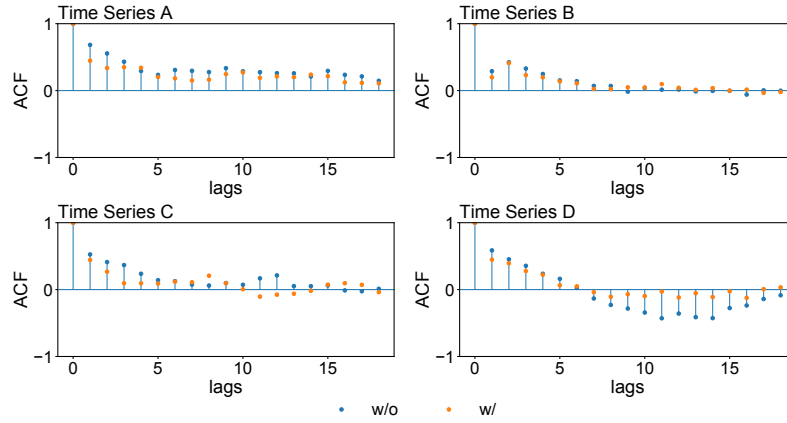 Time Series A
1
0
−1
ACF
0
5
10
15
lags
Time Series B
1
0
−1
ACF
0
5
10
15
lags
Time Series C
1
0
−1
ACF
0
5
10
15
lags
Time Series D
1
0
−1
ACF
0
5
10
15
lags
w/o w/